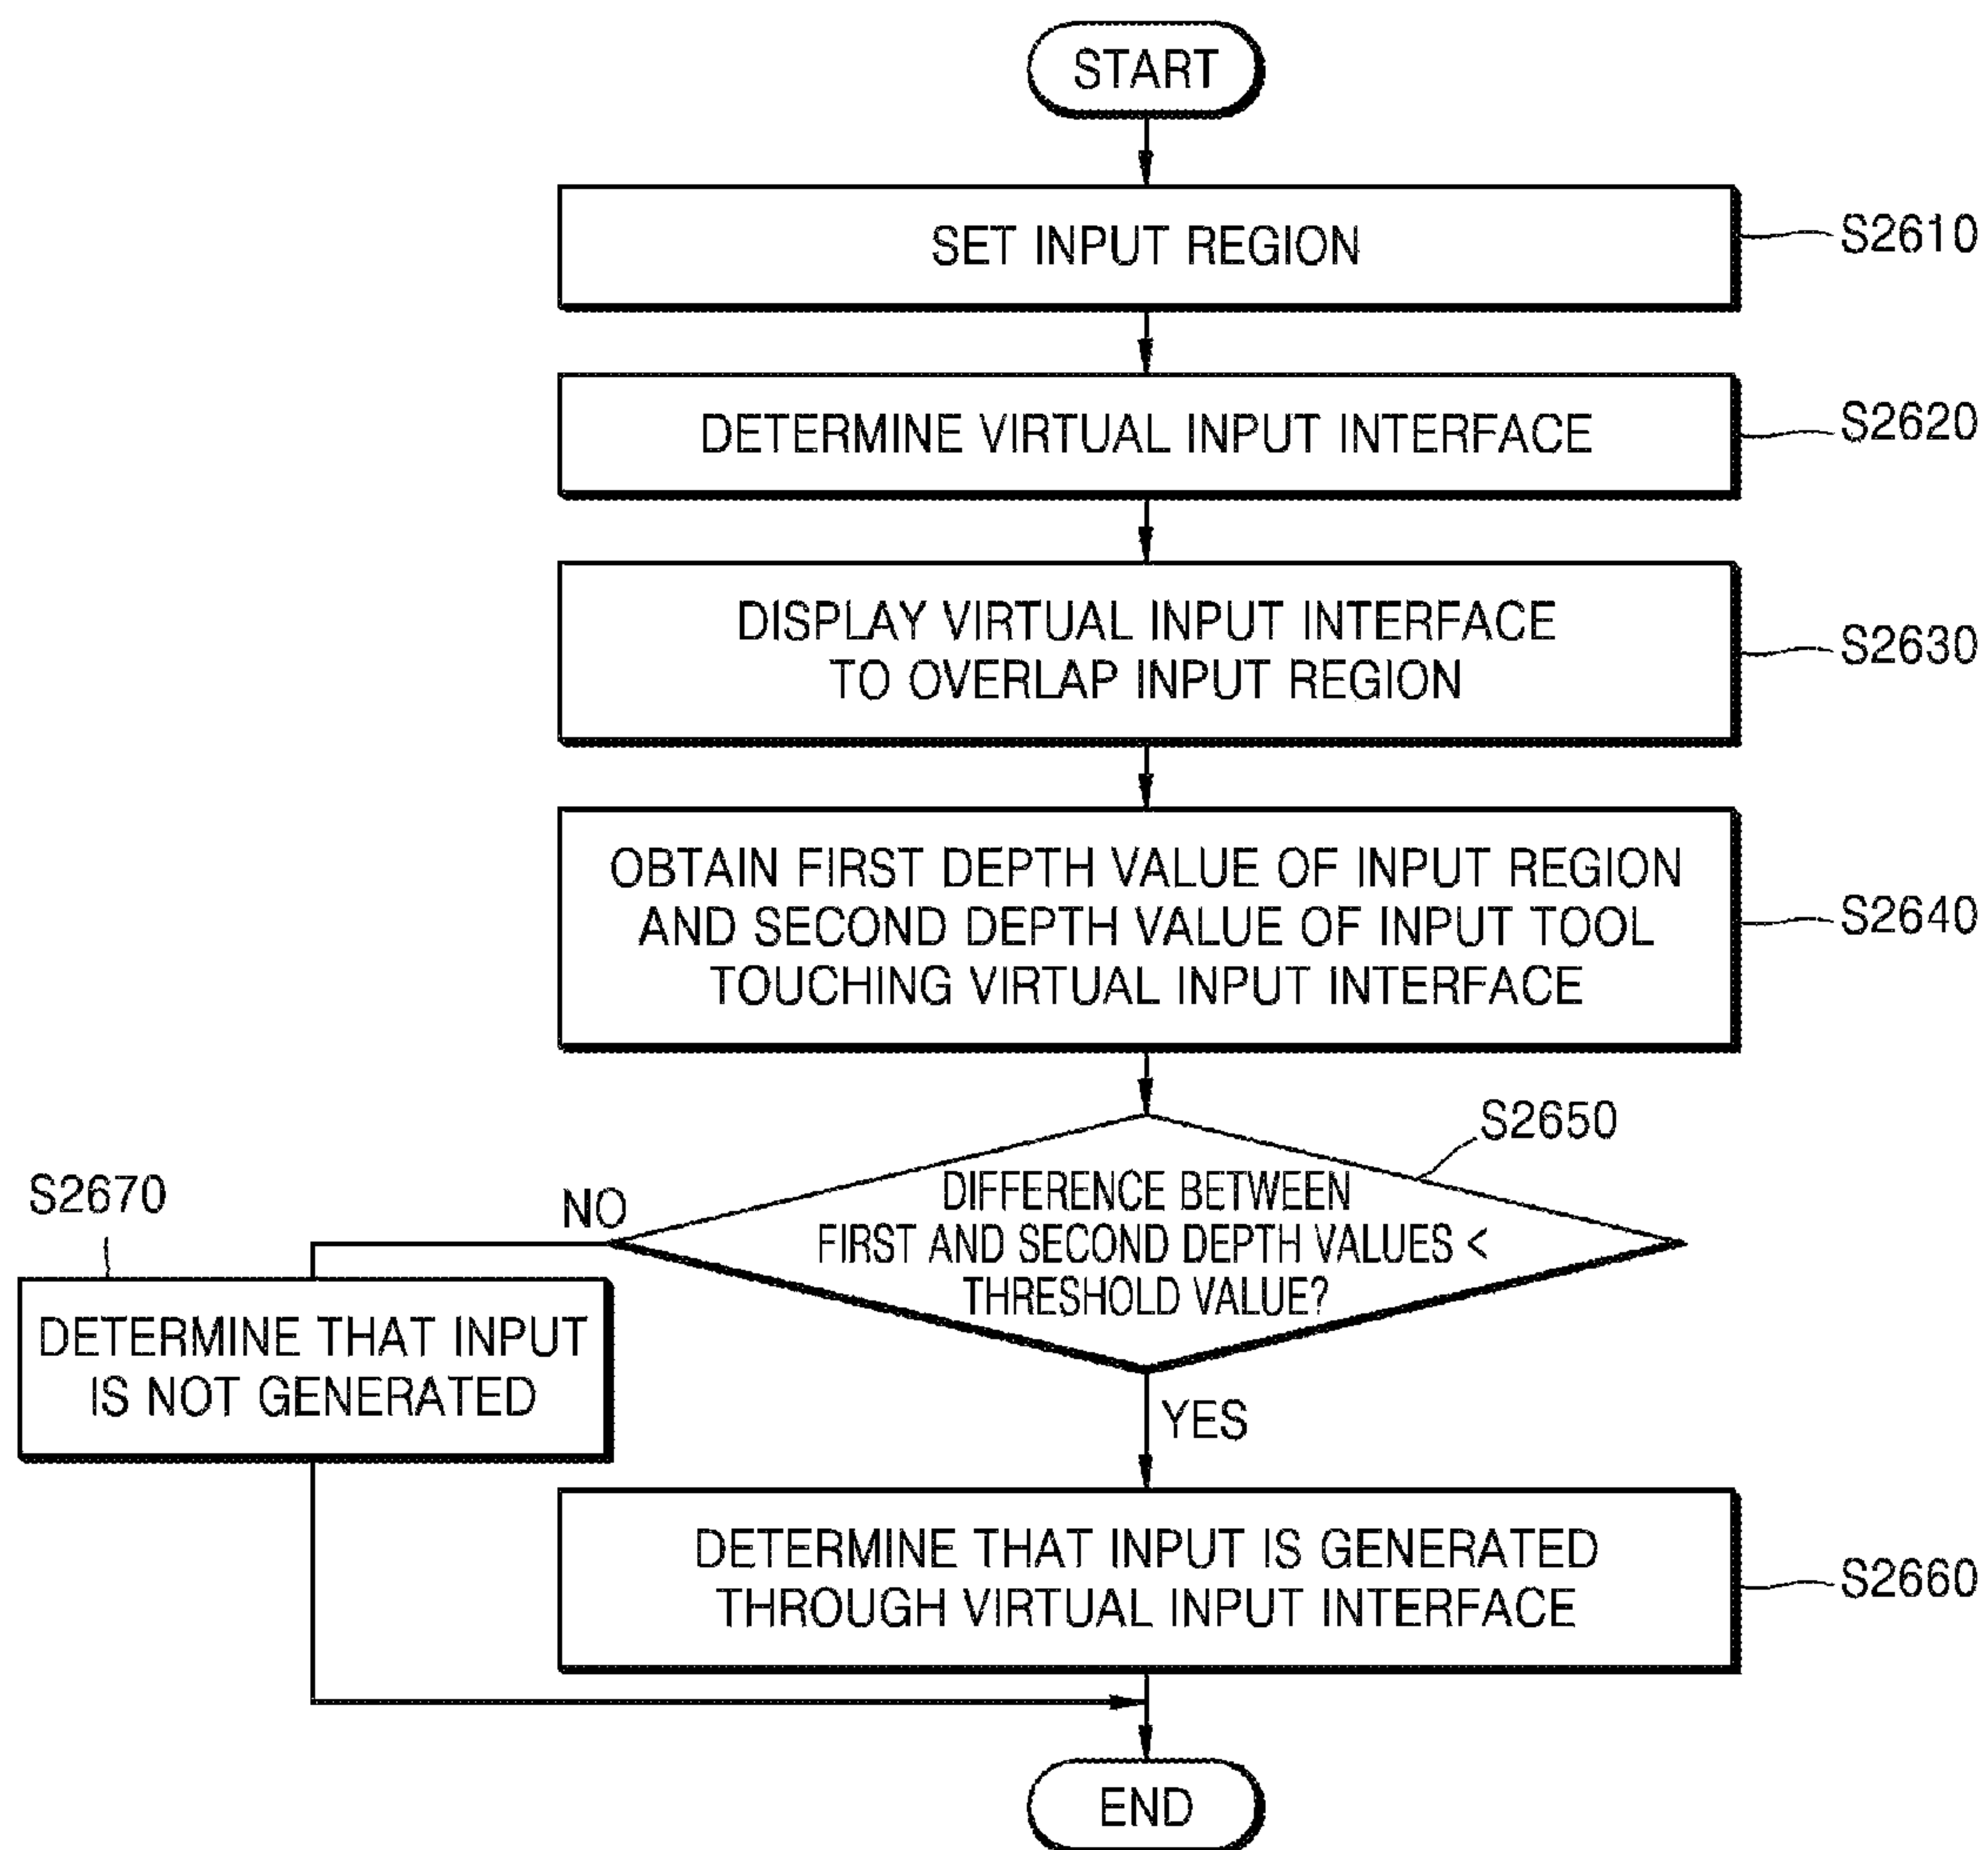 START
SET INPUT REGION
S2610
DETERMINE VIRTUAL INPUT INTERFACE
S2620
DISPLAY VIRTUAL INPUT INTERFACE
TO OVERLAP INPUT REGION
S2630
OBTAIN FIRST DEPTH VALUE OF INPUT REGION
AND SECOND DEPTH VALUE OF INPUT TOOL
TOUCHING VIRTUAL INPUT INTERFACE
S2640
S2650
DIFFERENCE BETWEEN
FIRST AND SECOND DEPTH VALUES <
THRESHOLD VALUE?
NO
S2670
DETERMINE THAT INPUT
IS NOT GENERATED
YES
DETERMINE THAT INPUT IS GENERATED
THROUGH VIRTUAL INPUT INTERFACE
S2660
END